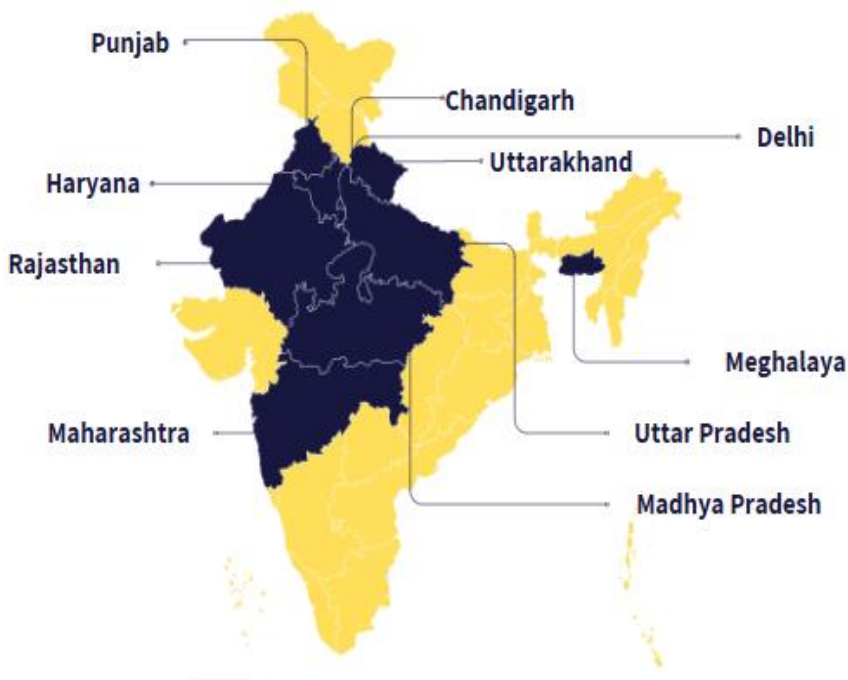 Punjab
Chandigarh
Delhi
Uttarakhand
Haryana
Rajasthan
Meghalaya
Maharashtra
Uttar Pradesh
Madhya Pradesh